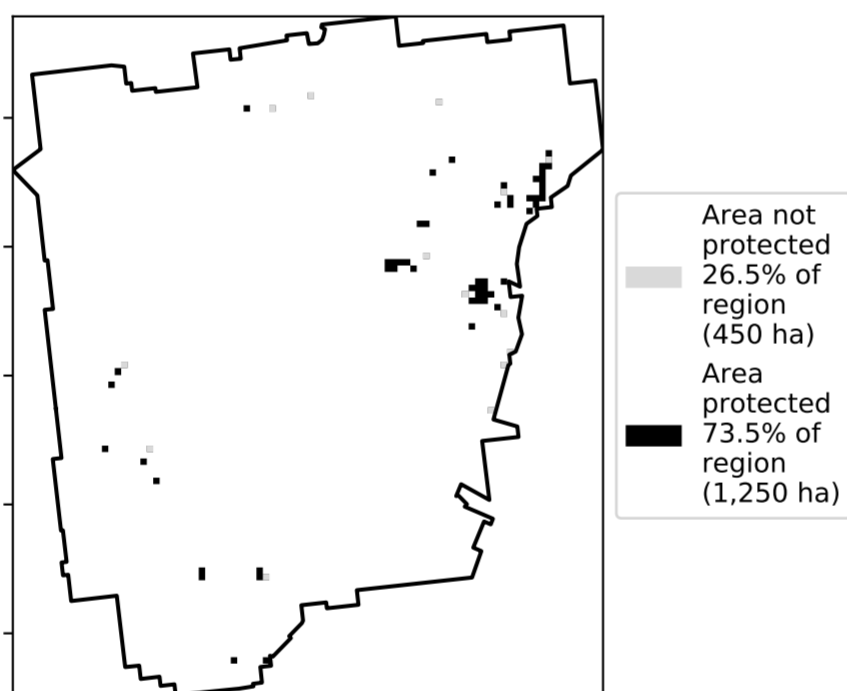 Area not
protected
26.5% of
region
(450 ha)
Area
protected
73.5% of
region
(1,250 ha)